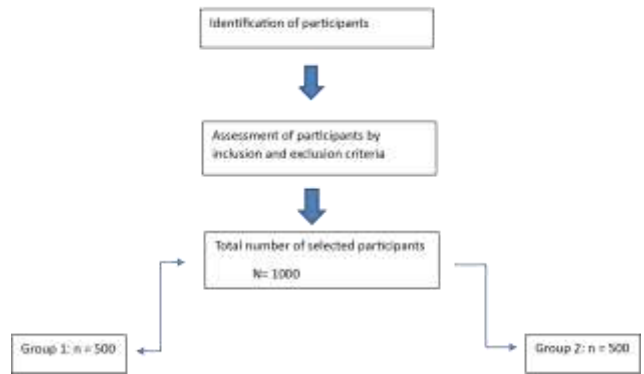 Identification of participants
Assessment of participants by
inclusion and exclusion criteria
Total number of selected participants
N= 1000
Group 1: n = 500
Group 2: n = 500